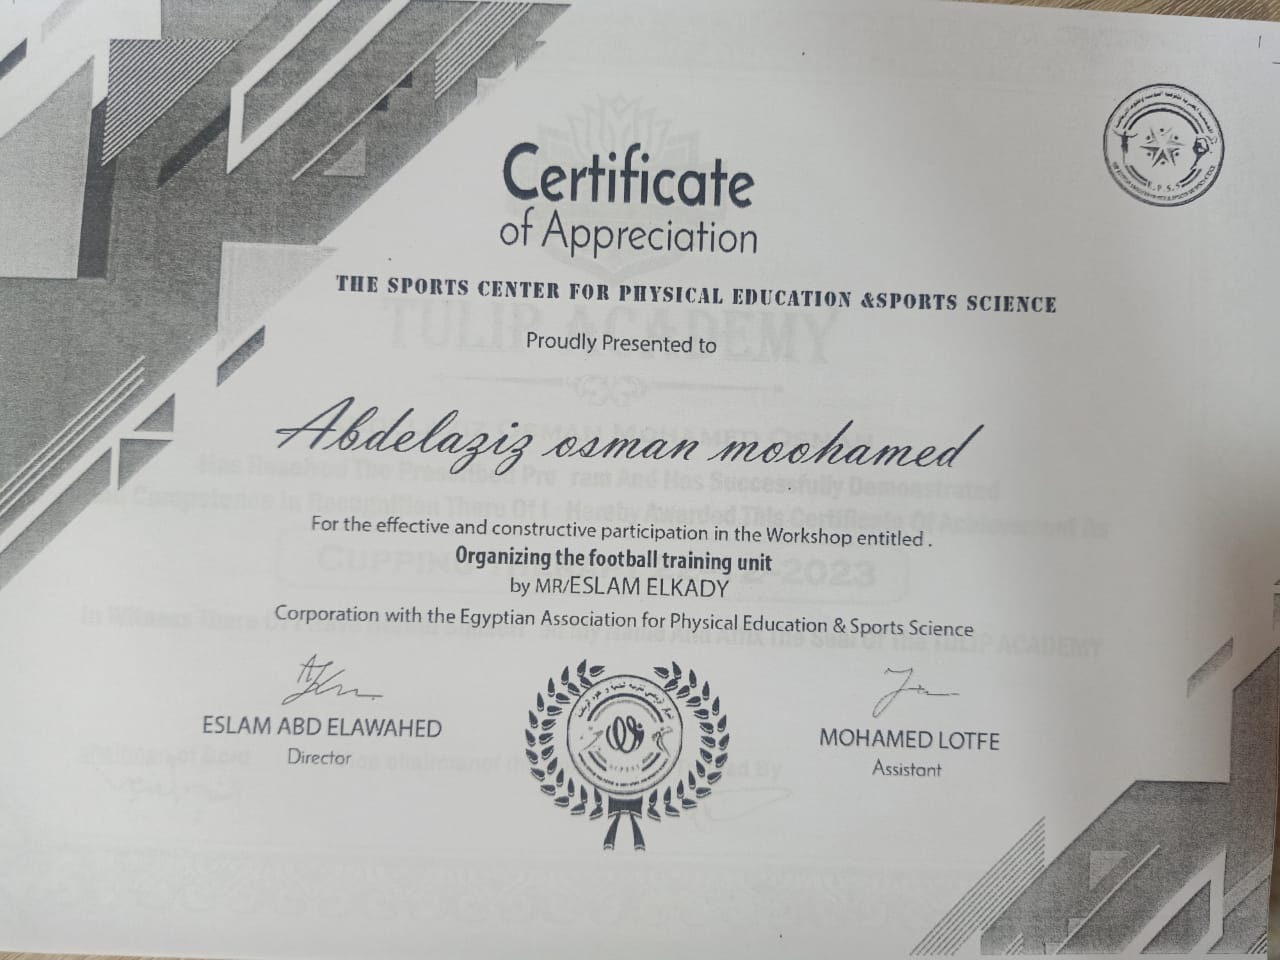 Certificate
of Appreciation
THE SPORTS CENTER FOR PHYSICAL EDUCATION &SPORTS SCIENCE
Proudly Presented to
Abdelaziz osman moohamed
For the effective and constructive participation in the Workshop entitled .
Organizing the football training unit
by MR/ESLAM ELKADY
Corporation with the Egyptian Association for Physical Education & Sports Science
ESLAM ABD ELAWAHED
Director
MOHAMED LOTFE
Assistant
E.P.S.S
TULIP ACADEMY